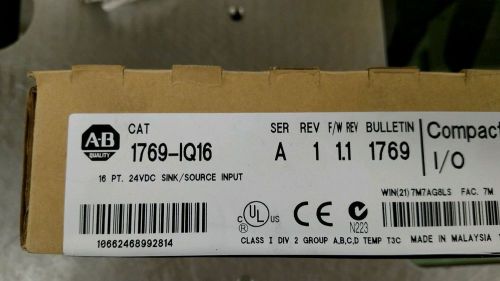 A-B
QUALITY
CAT
1769-IQ16
SER REV F/W REV BULLETIN
A 1 1.1 1769
Compact
I/O
16 PT. 24VDC SINK/SOURCE INPUT
10662468992814
C UL US
®
CE
N223
WIN(21) 7M7AG8LS FAC. 7M
CLASS I DIV 2 GROUP A,B,C,D TEMP T3C MADE IN MALAYSIA